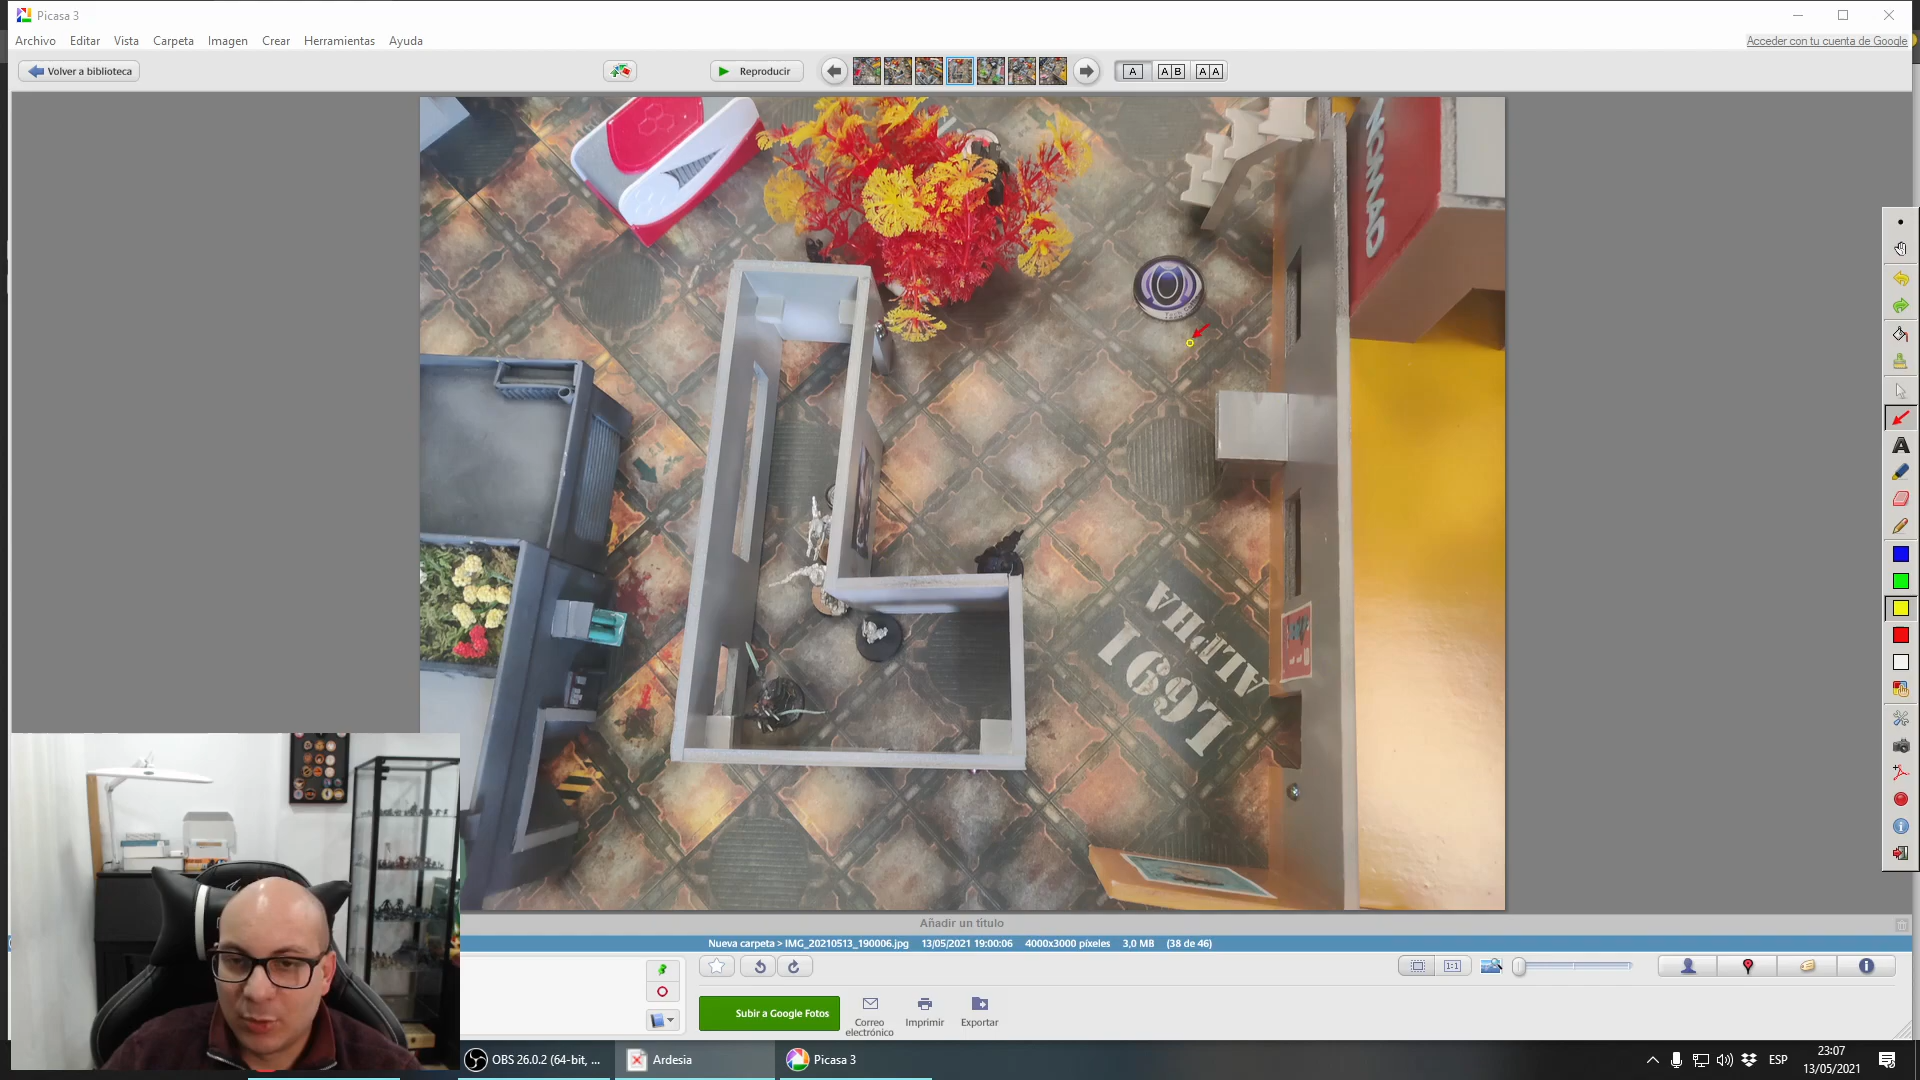 Picasa 3
Archivo Editar Vista Carpeta Imagen Crear Herramientas Ayuda
Acceder con tu cuenta de Google
Volver a biblioteca
Reproducir
A
A B
A A
NOMAD
ALPHA
1691
Añadir un título
Nueva carpeta > IMG_20210513_190006.jpg 13/05/2021 19:00:06 4000x3000 píxeles 3,0 MB (38 de 46)
1:1
Subir a Google Fotos
Correo electrónico
Imprimir
Exportar
OBS 26.0.2 (64-bit, ...
Ardesia
Picasa 3
ESP
23:07
13/05/2021